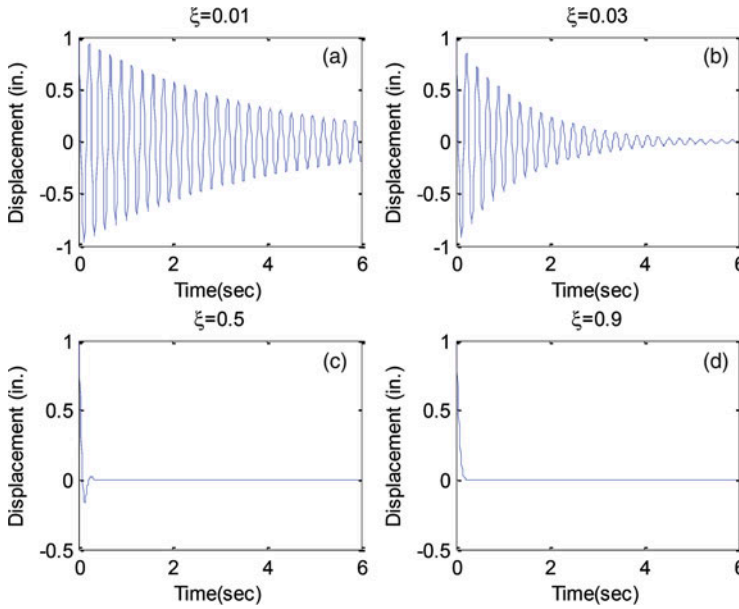 ξ=0.01
(a)
1
0.5
0
-0.5
-1
0 2 4 6
Displacement (in.)
Time(sec)
ξ=0.03
(b)
1
0.5
0
-0.5
-1
0 2 4 6
Displacement (in.)
Time(sec)
ξ=0.5
(c)
1
0.5
0
-0.5
0 2 4 6
Displacement (in.)
Time(sec)
ξ=0.9
(d)
1
0.5
0
-0.5
0 2 4 6
Displacement (in.)
Time(sec)